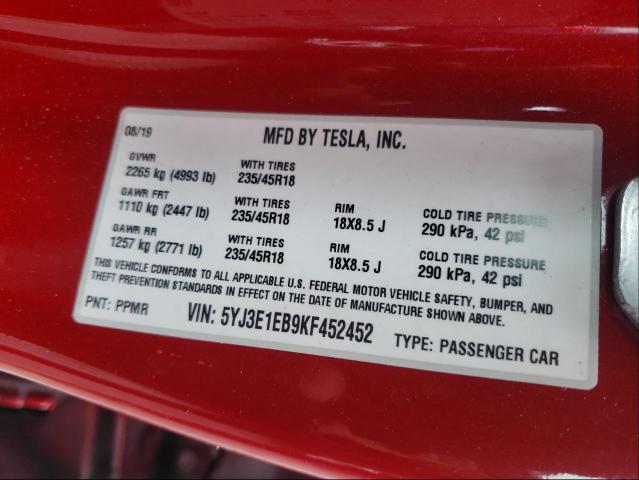 08/19 MFD BY TESLA, INC.
GVWR WITH TIRES
2265 kg (4993 lb) 235/45R18
GAWR FRT WITH TIRES RIM COLD TIRE PRESSURE
1110 kg (2447 lb) 235/45R18 18X8.5 J 290 kPa, 42 psi
GAWR RR WITH TIRES RIM COLD TIRE PRESSURE
1257 kg (2771 lb) 235/45R18 18X8.5 J 290 kPa, 42 psi
THIS VEHICLE CONFORMS TO ALL APPLICABLE U.S. FEDERAL MOTOR VEHICLE SAFETY, BUMPER, AND
THEFT PREVENTION STANDARDS IN EFFECT ON THE DATE OF MANUFACTURE SHOWN ABOVE.
PNT: PPMR VIN: 5YJ3E1EB9KF452452 TYPE: PASSENGER CAR